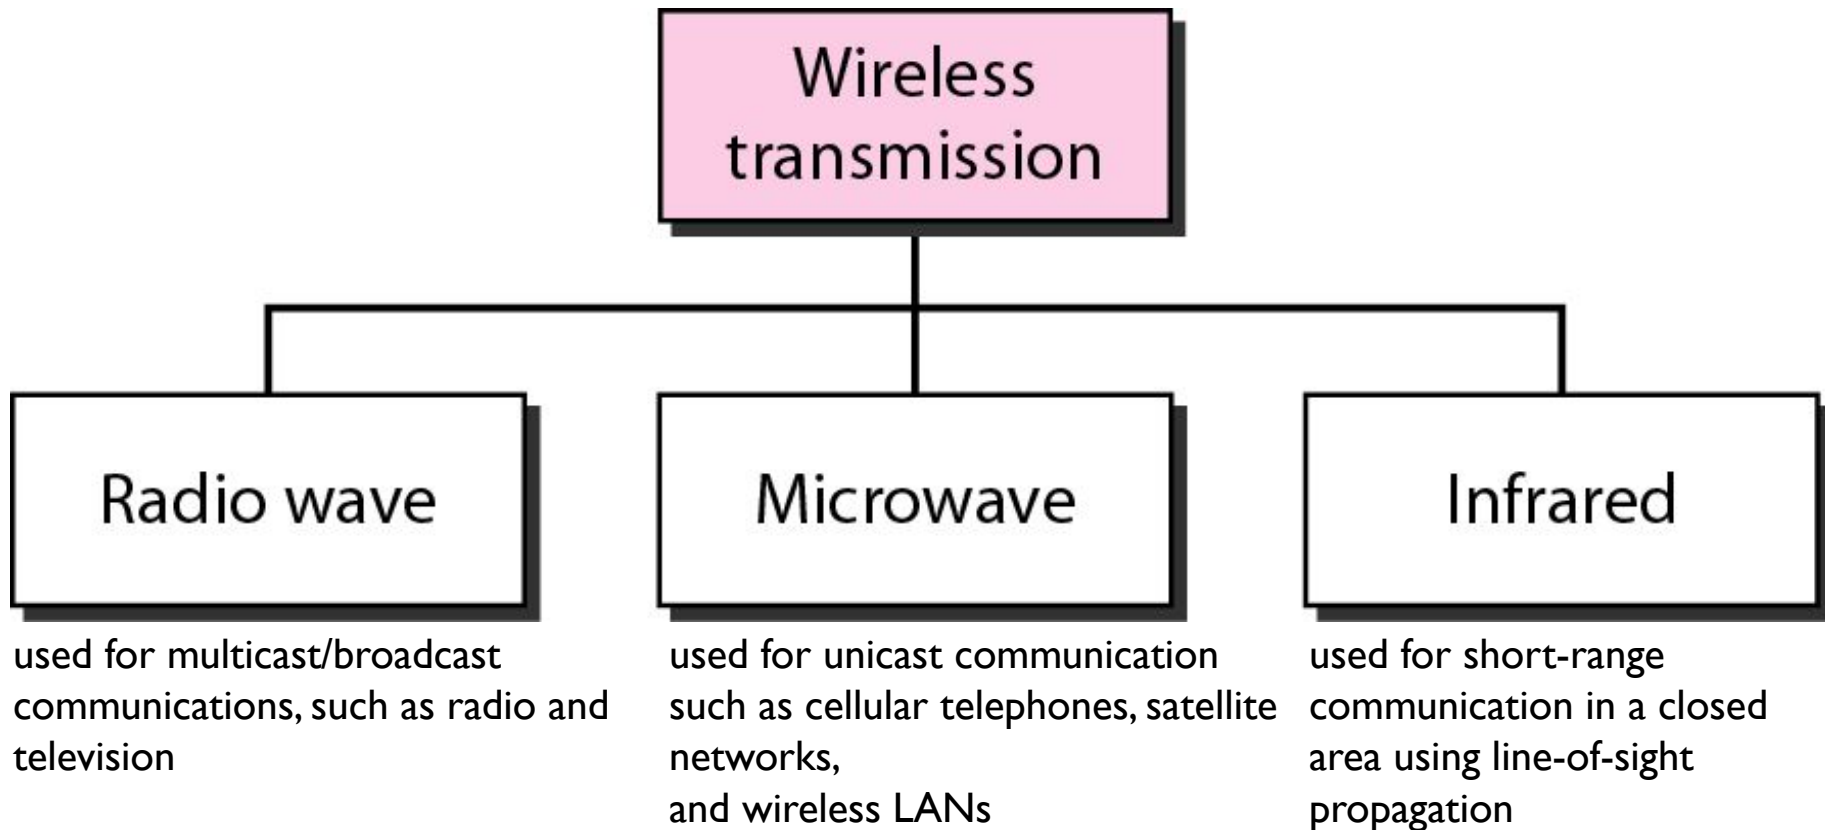 Wireless
transmission
Radio wave
Microwave
Infrared
used for multicast/broadcast
communications, such as radio and
television
used for unicast communication
such as cellular telephones, satellite
networks,
and wireless LANs
used for short-range
communication in a closed
area using line-of-sight
propagation